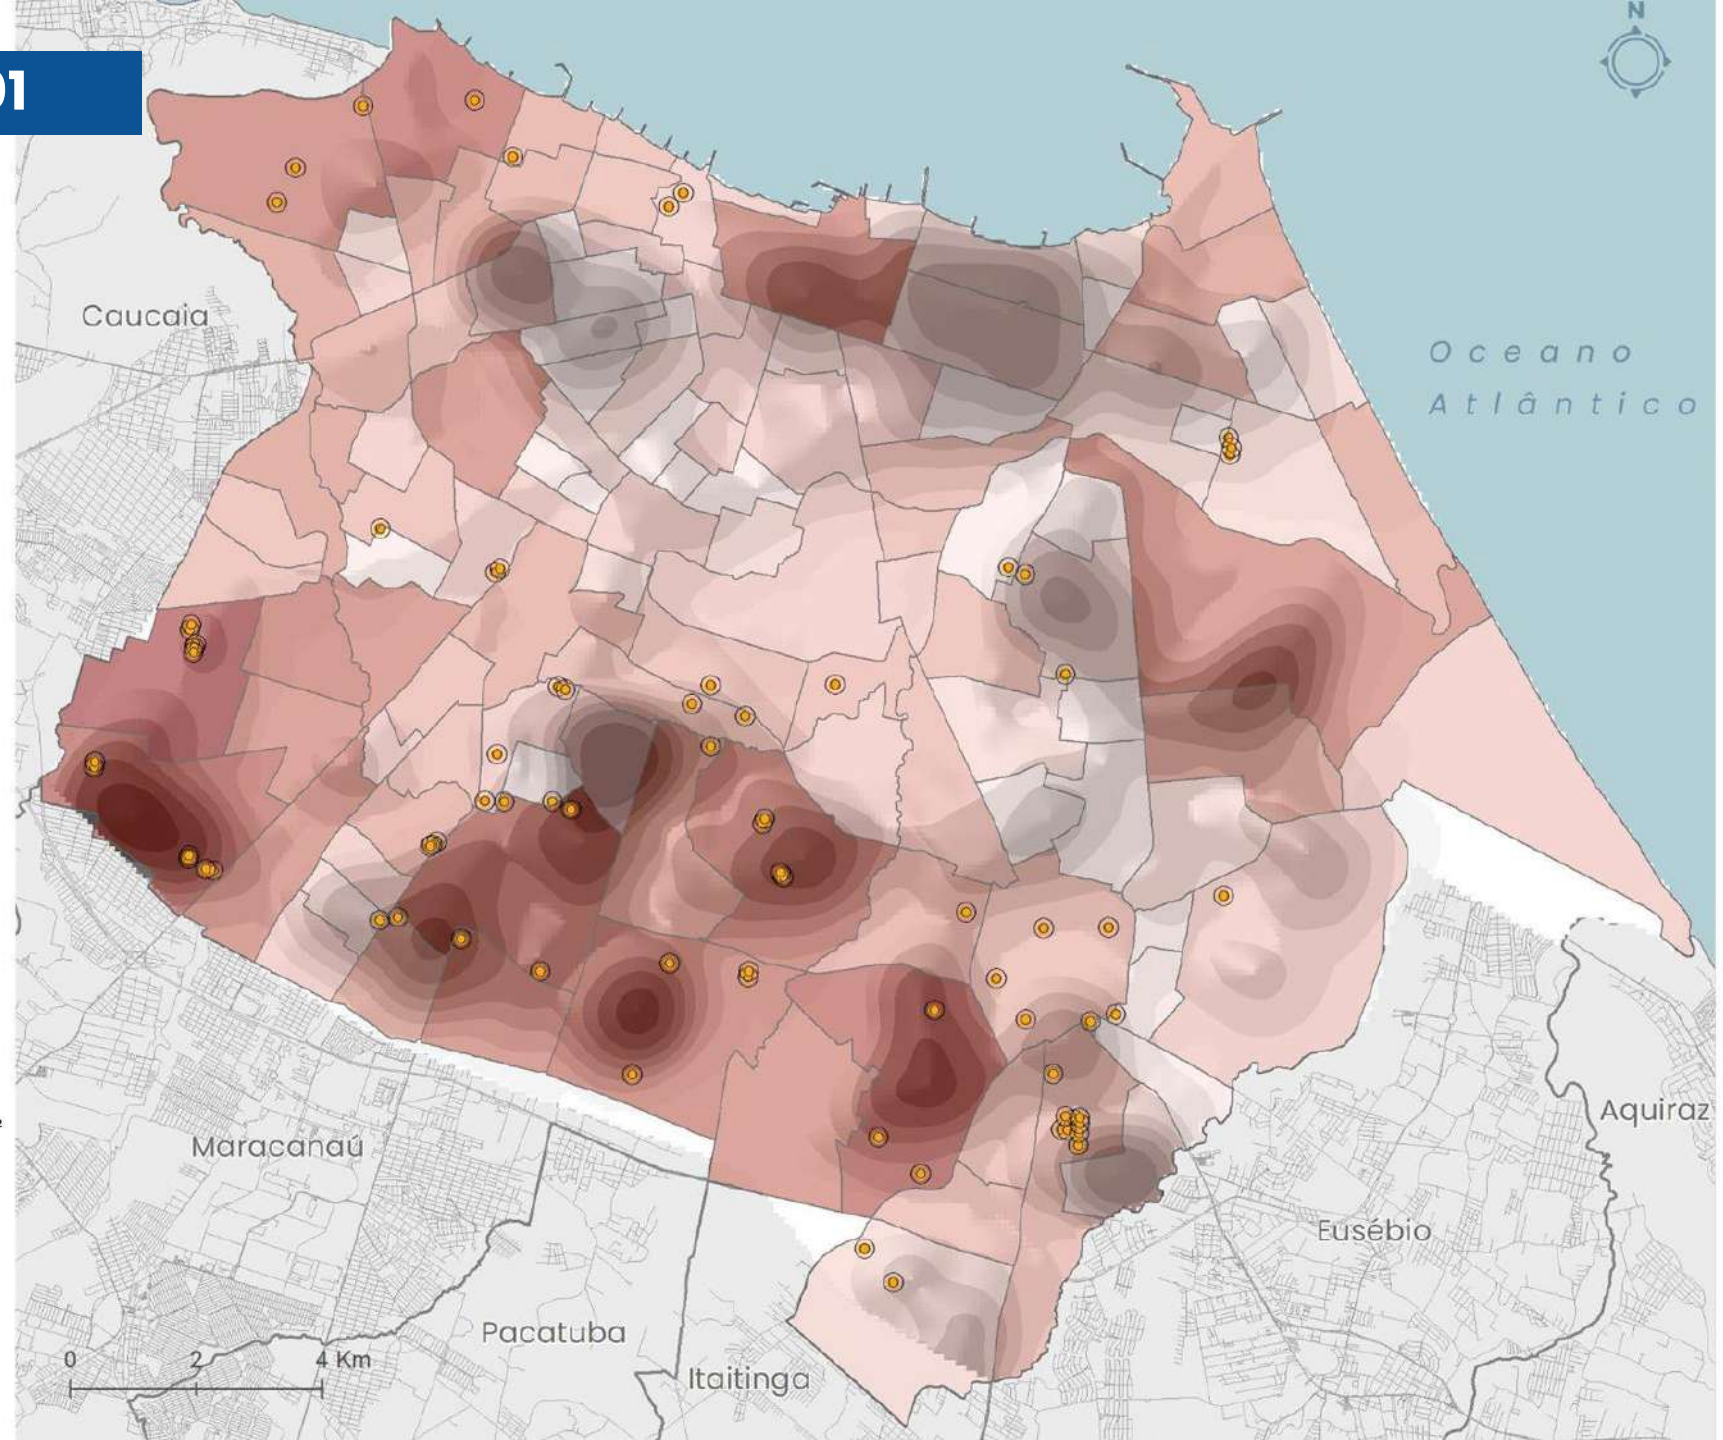 N
01
Caucaia
Oceano
Atlântico
Aquiraz
Maracanaú
Eusébio
Pacatuba
0 2 4 Km
Itaitinga